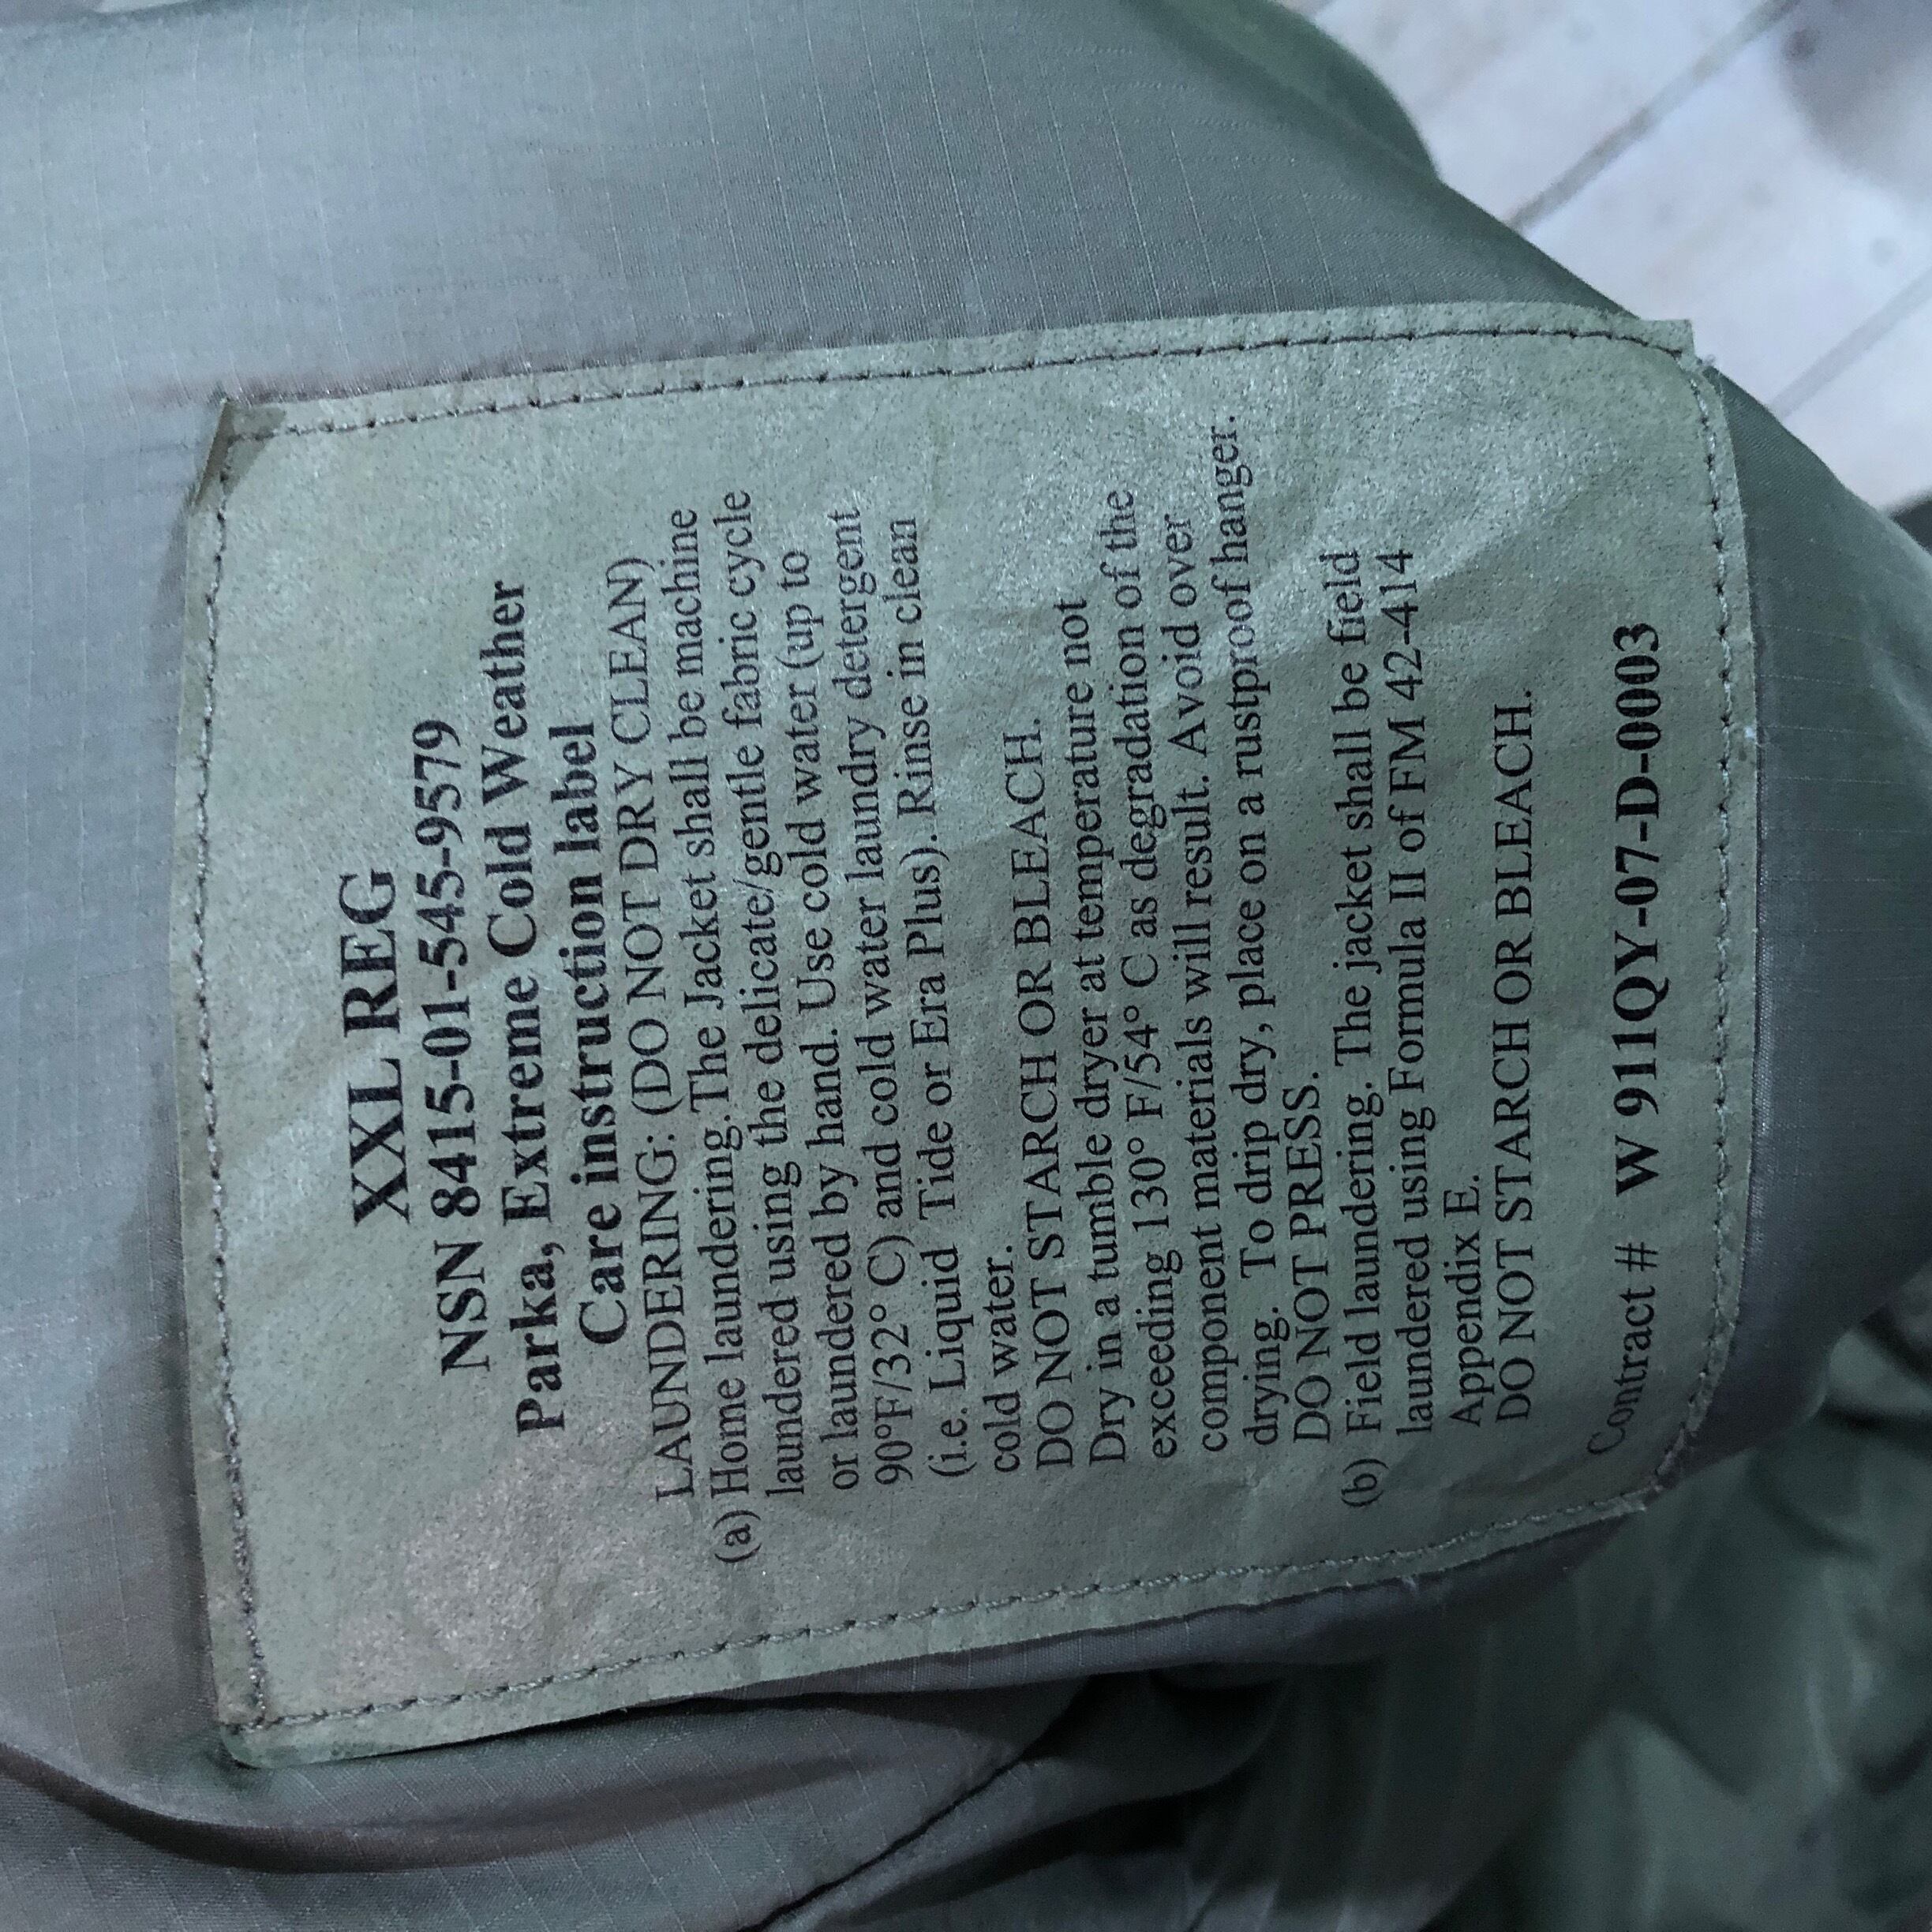 XXL REG
NSN 8415-01-545-9579
Parka, Extreme Cold Weather
Care instruction label
LAUNDERING: (DO NOT DRY CLEAN)
(a) Home laundering. The Jacket shall be machine
laundered using the delicate/gentle fabric cycle
or laundered by hand. Use cold water (up to
90°F/32° C) and cold water laundry detergent
(i.e. Liquid Tide or Era Plus). Rinse in clean
cold water.
DO NOT STARCH OR BLEACH.
Dry in a tumble dryer at temperature not
exceeding 130° F/54° C as degradation of the
component materials will result. Avoid over
drying. To drip dry, place on a rustproof hanger.
DO NOT PRESS.
(b) Field laundering. The jacket shall be field
laundered using Formula II of FM 42-414
Appendix E.
DO NOT STARCH OR BLEACH.
Contract # W 911QY-07-D-0003